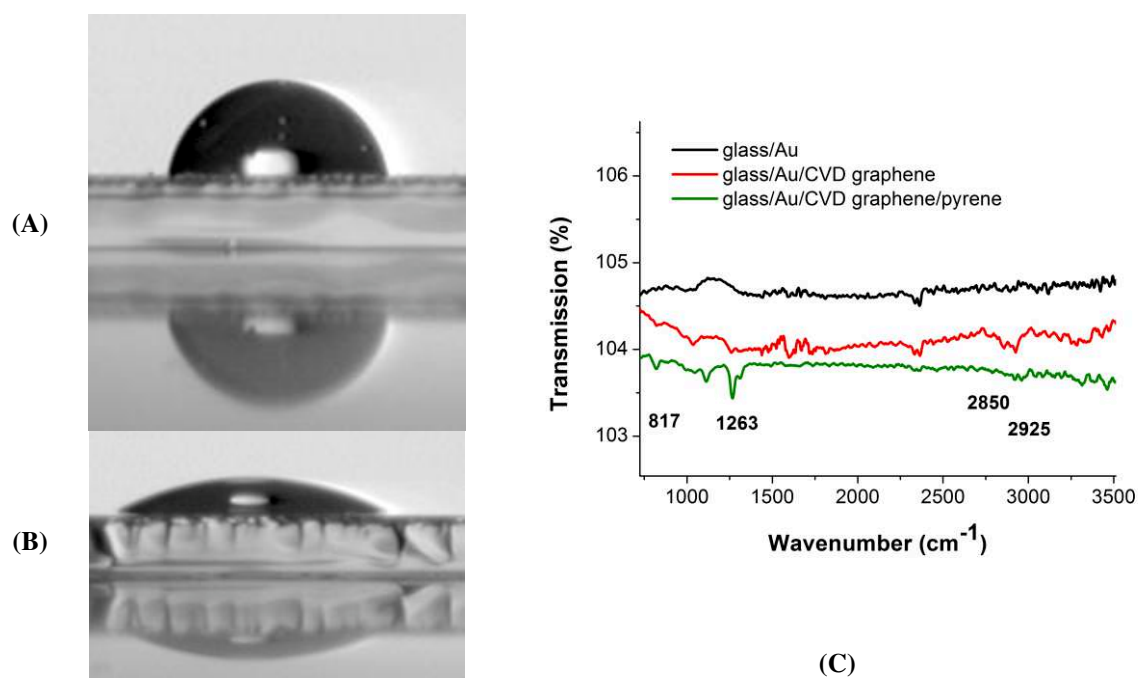 (A)
(B)
glass/Au
glass/Au/CVD graphene
glass/Au/CVD graphene/pyrene
106
105
104
103
Transmission (%)
817
1263
2850
2925
1000
1500
2000
2500
3000
3500
Wavenumber (cm⁻¹)
(C)